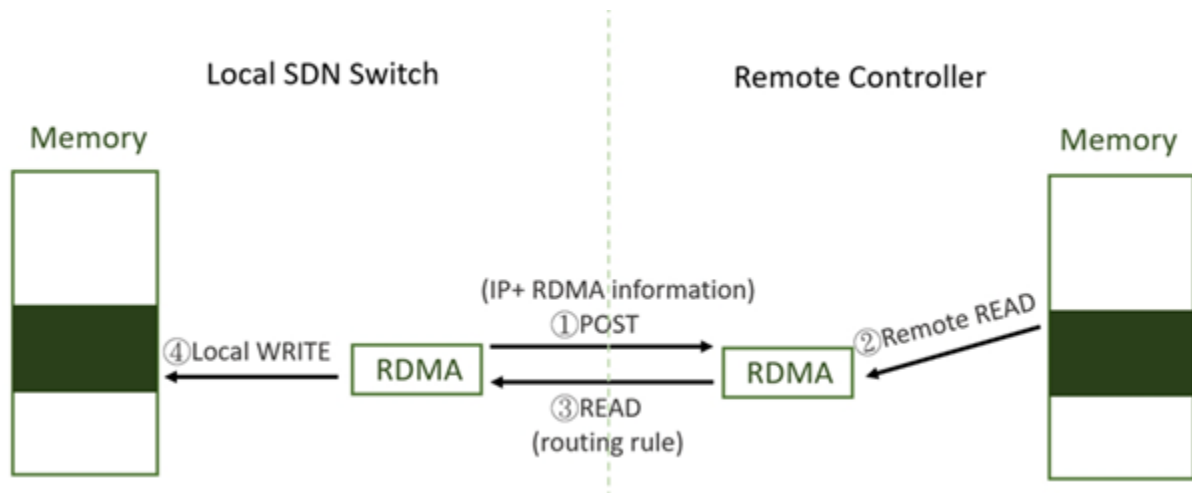 Local SDN Switch
Remote Controller
Memory
Memory
(IP+ RDMA information)
①POST
②Remote READ
④Local WRITE
RDMA
RDMA
③READ
(routing rule)